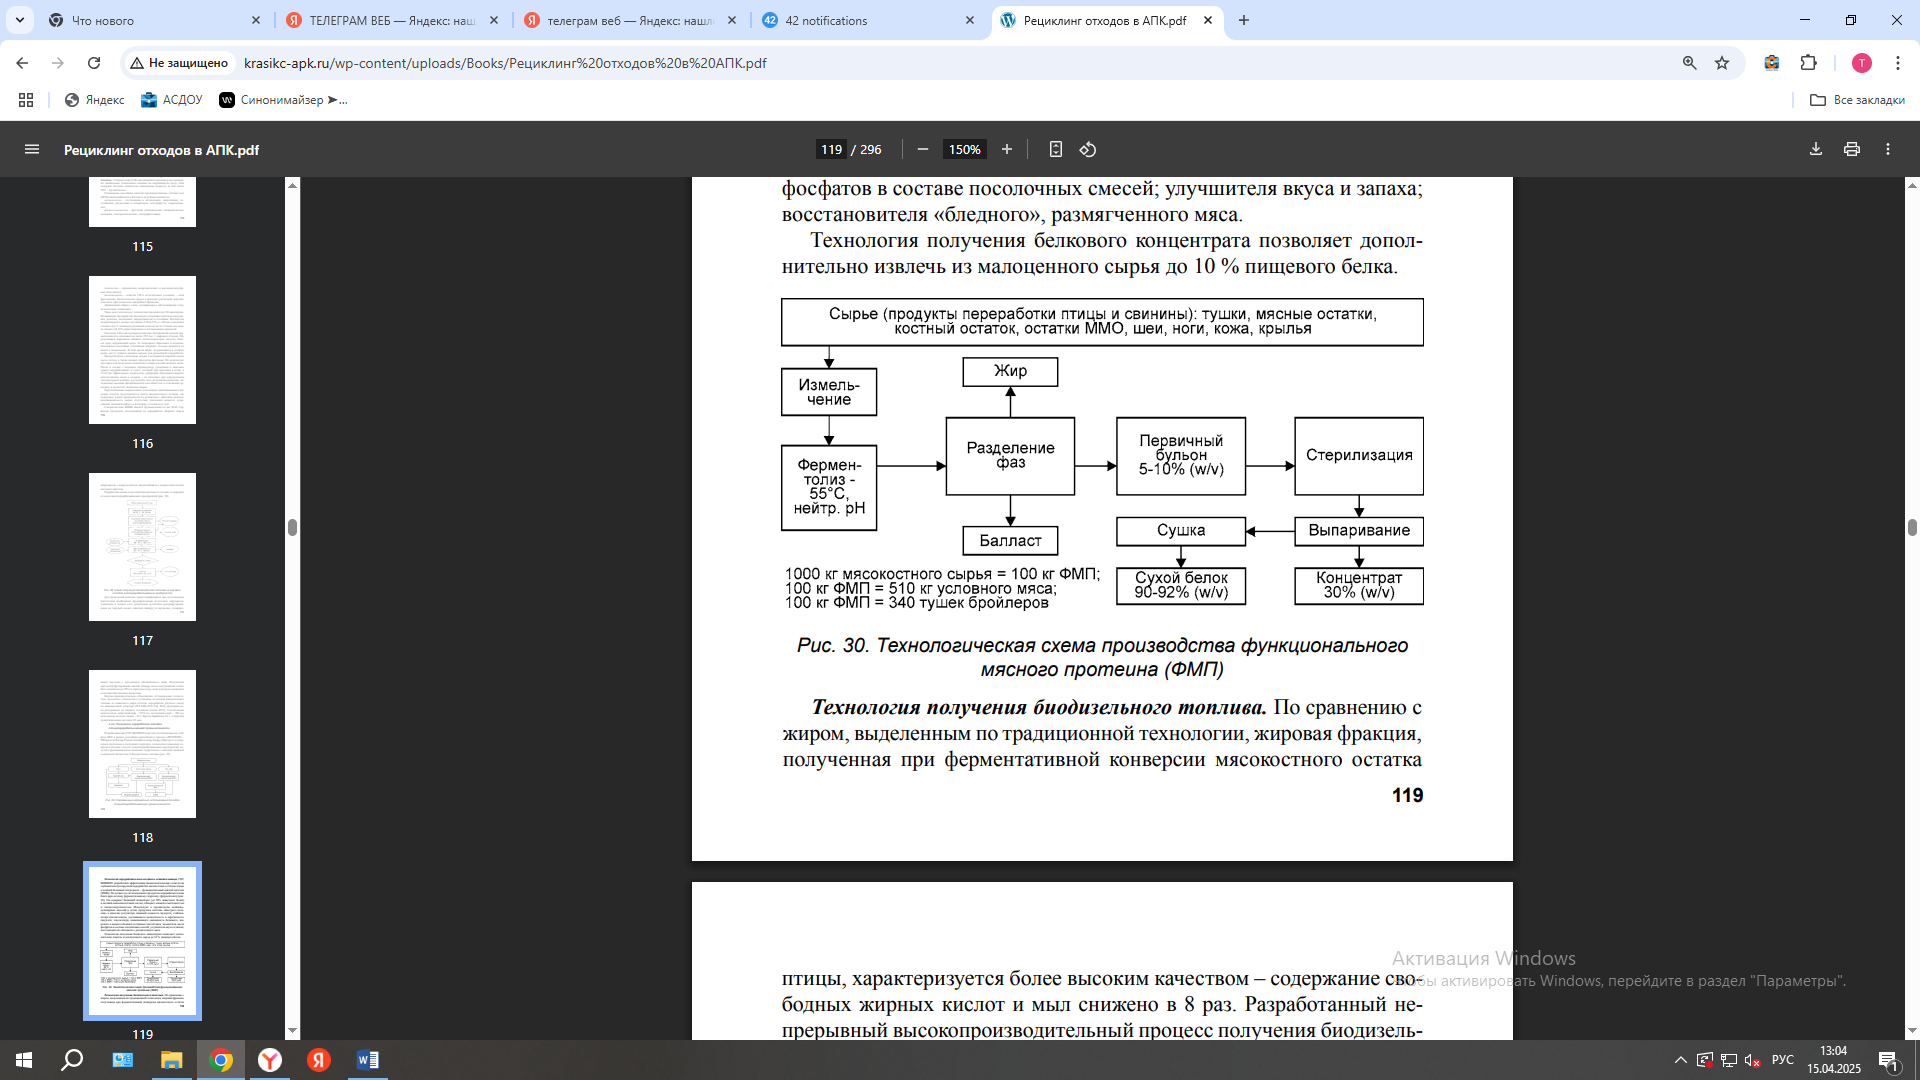 Что нового
ТЕЛЕГРАМ ВЕБ — Яндекс: наш
телеграм веб — Яндекс: нашл
42 notifications
Рециклинг отходов в АПК.pdf
Не защищено
krasikc-apk.ru/wp-content/uploads/Books/Рециклинг%20отходов%20в%20АПК.pdf
T
Яндекс
АСДОУ
Синонимайзер ➤...
Все закладки
Рециклинг отходов в АПК.pdf
119 / 296
150%
115
116
117
118
119
фосфатов в составе посолочных смесей; улучшителя вкуса и запаха;
восстановителя «бледного», размягченного мяса.
Технология получения белкового концентрата позволяет допол-
нительно извлечь из малоценного сырья до 10 % пищевого белка.
Сырье (продукты переработки птицы и свинины): тушки, мясные остатки,
костный остаток, остатки ММО, шеи, ноги, кожа, крылья
Измель-
чение
Жир
Фермен-
толиз -
55°С,
нейтр. рН
Разделение
фаз
Первичный
бульон
5-10% (w/v)
Стерилизация
Балласт
Сушка
Выпаривание
Сухой белок
90-92% (w/v)
Концентрат
30% (w/v)
1000 кг мясокостного сырья = 100 кг ФМП;
100 кг ФМП = 510 кг условного мяса;
100 кг ФМП = 340 тушек бройлеров
Рис. 30. Технологическая схема производства функционального
мясного протеина (ФМП)
Технология получения биодизельного топлива. По сравнению с
жиром, выделенным по традиционной технологии, жировая фракция,
полученная при ферментативной конверсии мясокостного остатка
119
птицы, характеризуется более высоким качеством – содержание сво-
бодных жирных кислот и мыл снижено в 8 раз. Разработанный не-
прерывный высокопроизводительный процесс получения биодизель-
Активация Windows
Чтобы активировать Windows, перейдите в раздел "Параметры".
РУС
13:04
15.04.2025
1